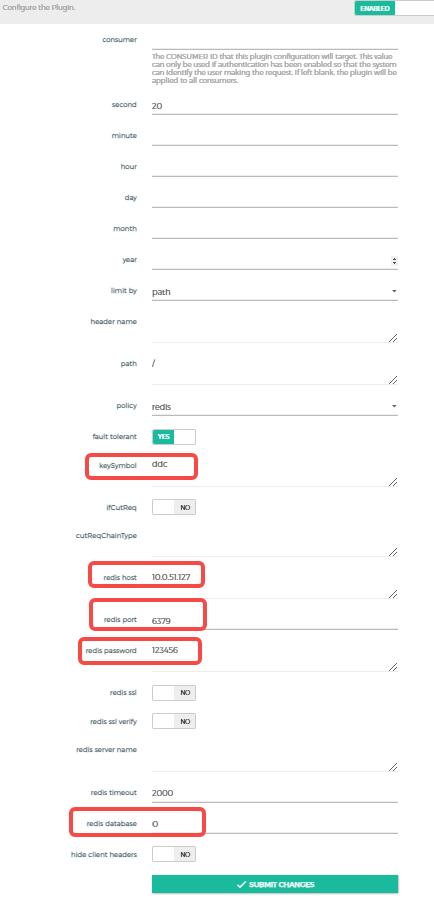 Configure the Plugin.
ENABLED
consumer
The CONSUMER ID that this plugin configuration will target. This value
can only be used if authentication has been enabled so that the system
can identify the user making the request. If left blank, the plugin will be
applied to all consumers.
second 20
minute
hour
day
month
year
limit by path
header name
path /
policy redis
fault tolerant YES
keySymbol ddc
ifCutReq NO
cutReqChainType
redis host 10.0.51.127
redis port 6379
redis password 123456
redis ssl NO
redis ssl verify NO
redis server name
redis timeout 2000
redis database 0
hide client headers NO
SUBMIT CHANGES